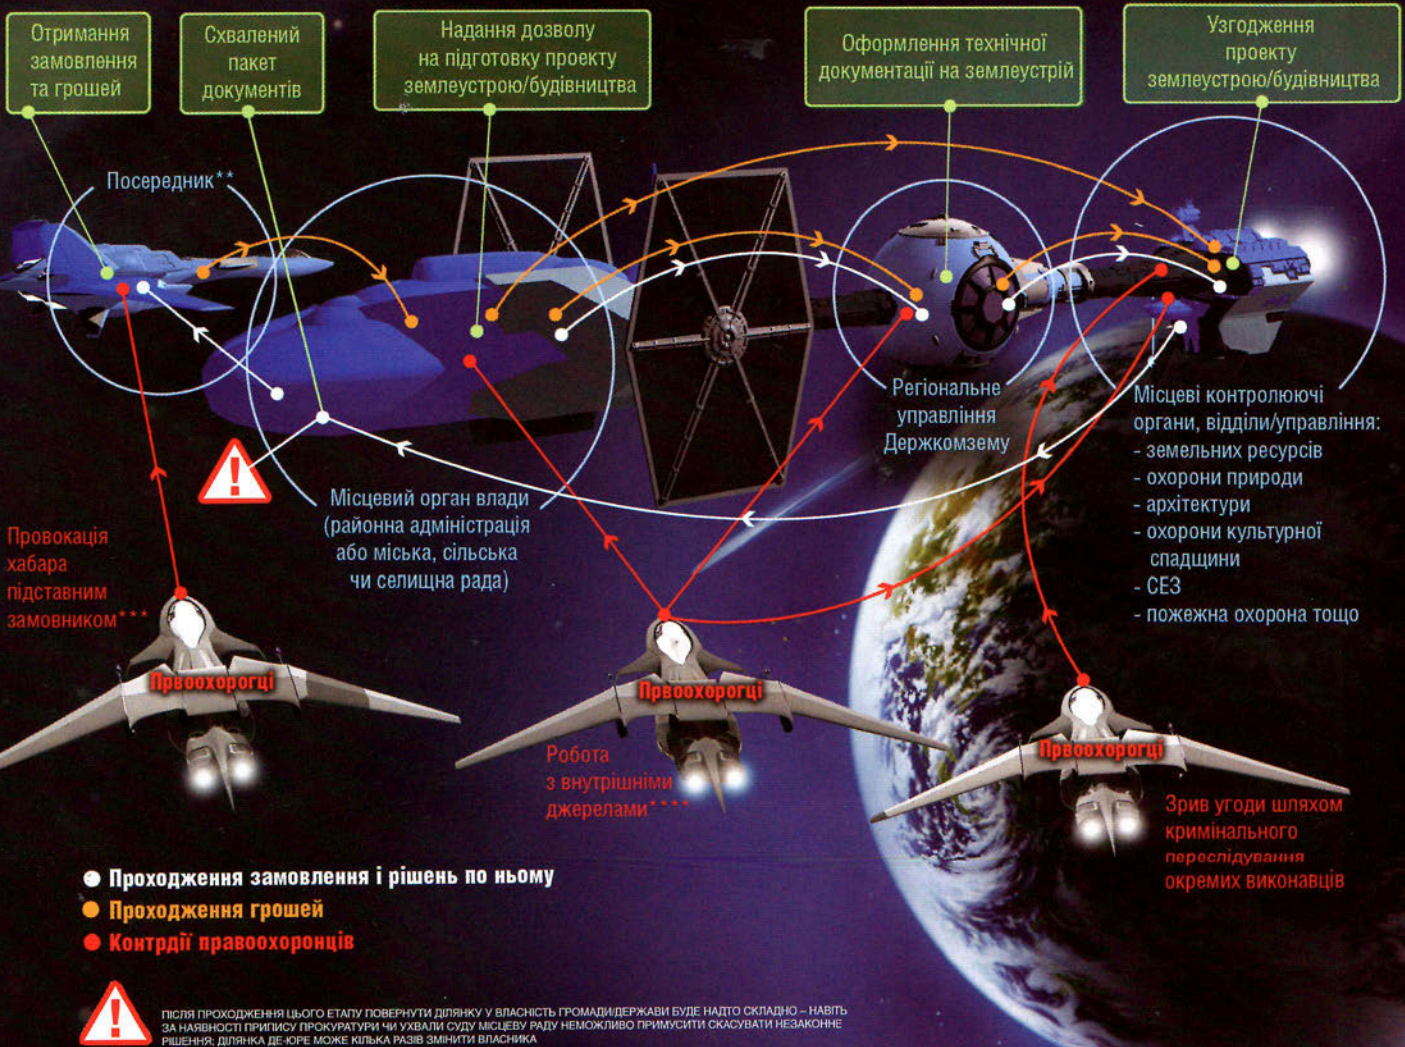 Отримання
замовлення
та грошей
Схвалений
пакет
документів
Надання дозволу
на підготовку проекту
землеустрою/будівництва
Оформлення технічної
документації на землеустрій
Узгодження
проекту
землеустрою/будівництва
Посередник**
Місцевий орган влади
(районна адміністрація
або міська, сільська
чи селищна рада)
Регіональне
управління
Держкомзему
Місцеві контролюючі
органи, відділи/управління:
- земельних ресурсів
- охорони природи
- архітектури
- охорони культурної
спадщини
- СЕЗ
- пожежна охорона тощо
Провокація
хабара
підставним
замовником***
Првоохорогці
Првоохорогці
Робота
з внутрішніми
джерелами****
Првоохорогці
Зрив угоди шляхом
кримінального
переслідування
окремих виконавців
Проходження замовлення і рішень по ньому
Проходження грошей
Контрдії правоохоронців
ПІСЛЯ ПРОХОДЖЕННЯ ЦЬОГО ЕТАПУ ПОВЕРНУТИ ДІЛЯНКУ У ВЛАСНІСТЬ ГРОМАДИ/ДЕРЖАВИ БУДЕ НАДТО СКЛАДНО – НАВІТЬ
ЗА НАЯВНОСТІ ПРИПИСУ ПРОКУРАТУРИ ЧИ УХВАЛИ СУДУ МІСЦЕВУ РАДУ НЕМОЖЛИВО ПРИМУСИТИ СКАСУВАТИ НЕЗАКОННЕ
РІШЕННЯ; ДІЛЯНКА ДЕ-ЮРЕ МОЖЕ КІЛЬКА РАЗІВ ЗМІНИТИ ВЛАСНИКА